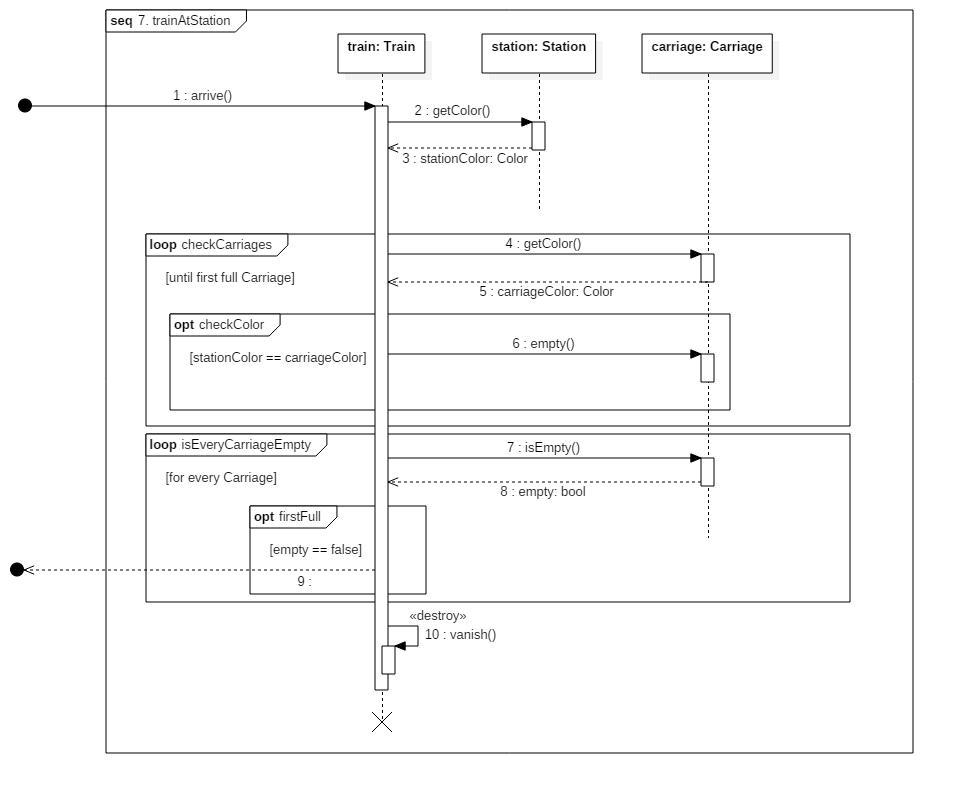 seq 7. trainAtStation
train: Train
station: Station
carriage: Carriage
1 : arrive()
2 : getColor()
3 : stationColor: Color
loop checkCarriages
4 : getColor()
[until first full Carriage]
5 : carriageColor: Color
opt checkColor
6 : empty()
[stationColor == carriageColor]
loop isEveryCarriageEmpty
7 : isEmpty()
[for every Carriage]
8 : empty: bool
opt firstFull
[empty == false]
9 :
«destroy»
10 : vanish()